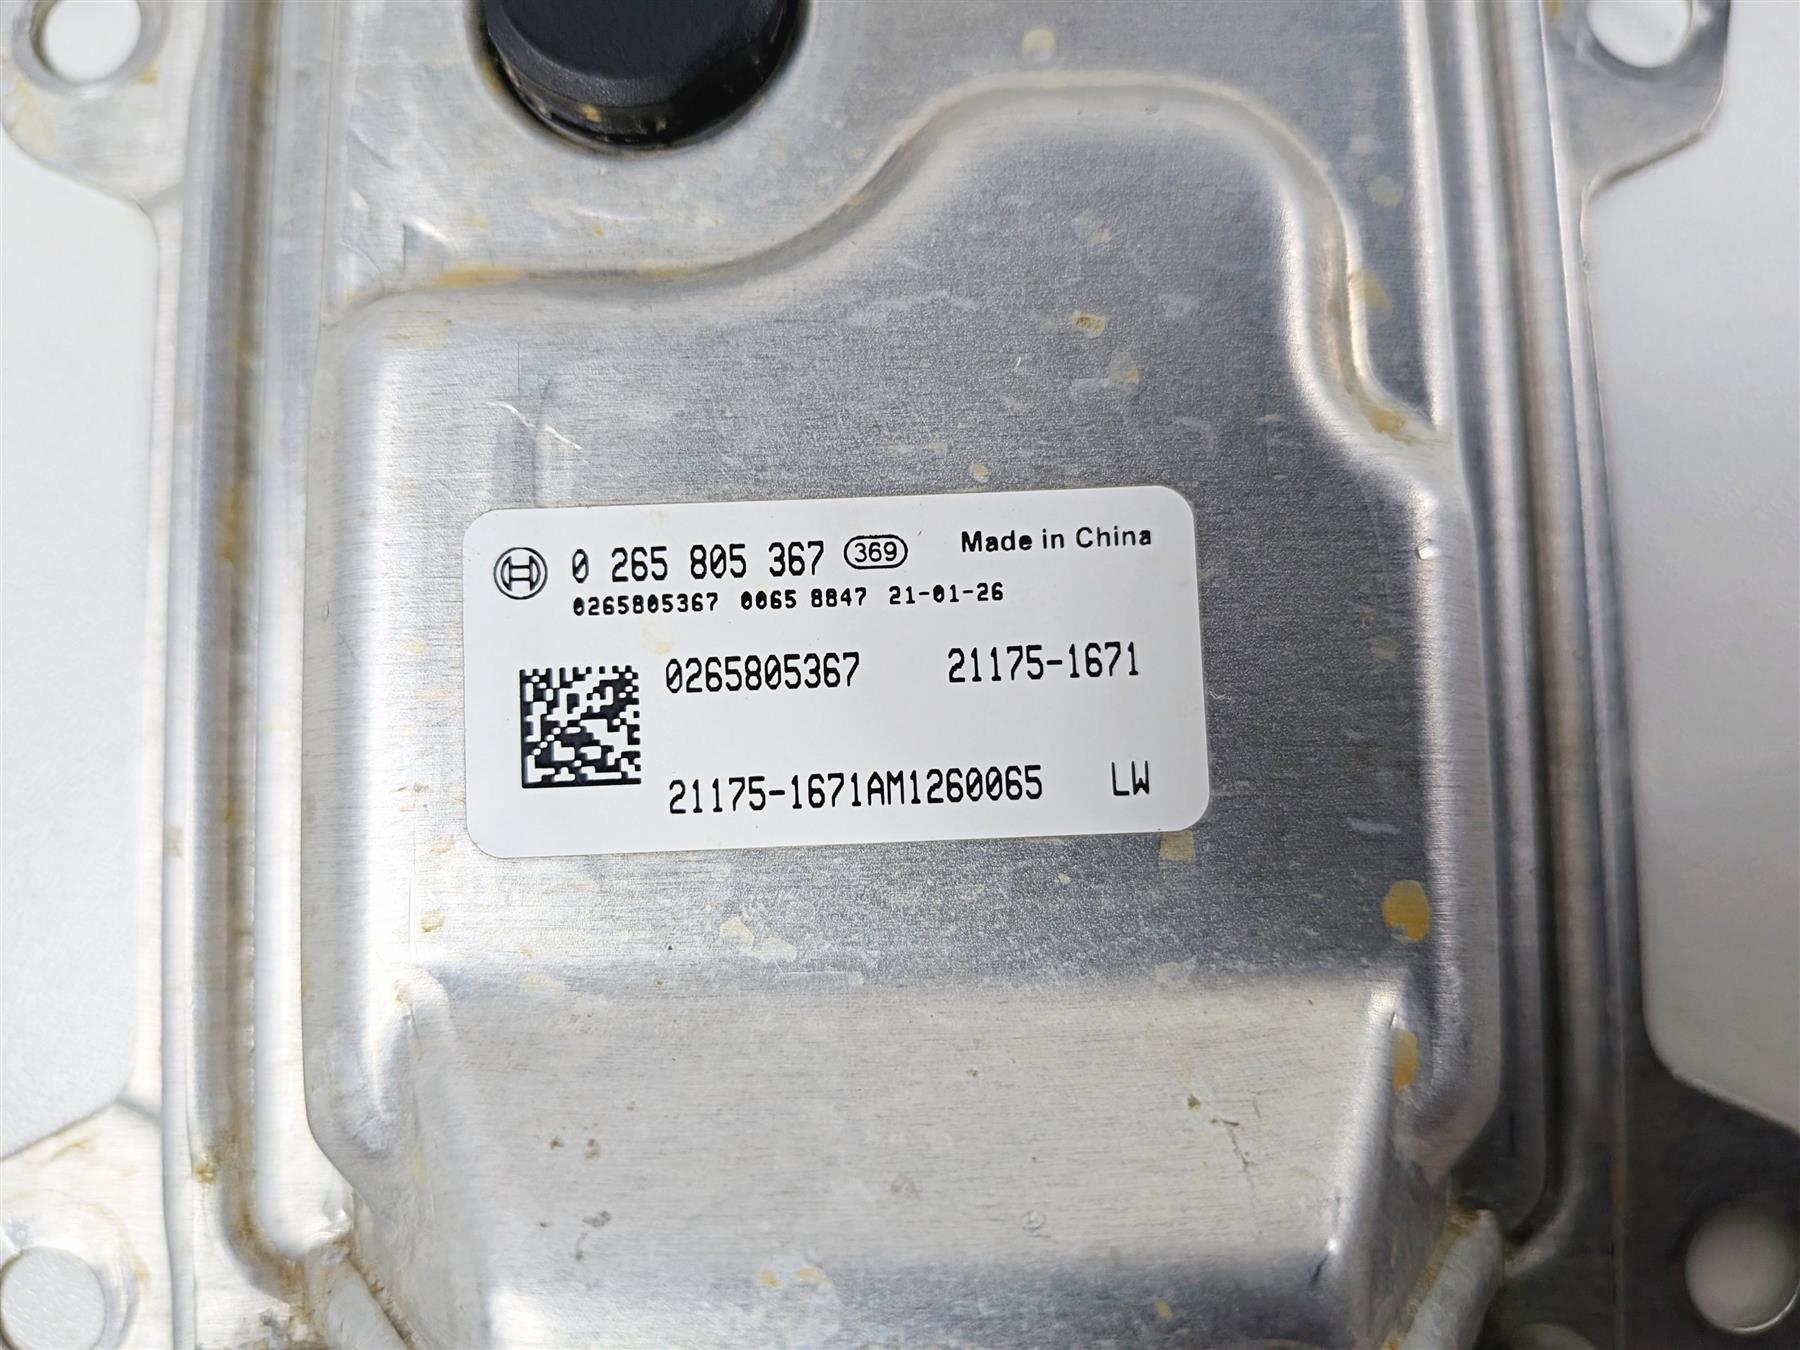 0 265 805 367 369 Made in China
0265805367 0065 8847 21-01-26
0265805367 21175-1671
21175-1671AM1260065 LW